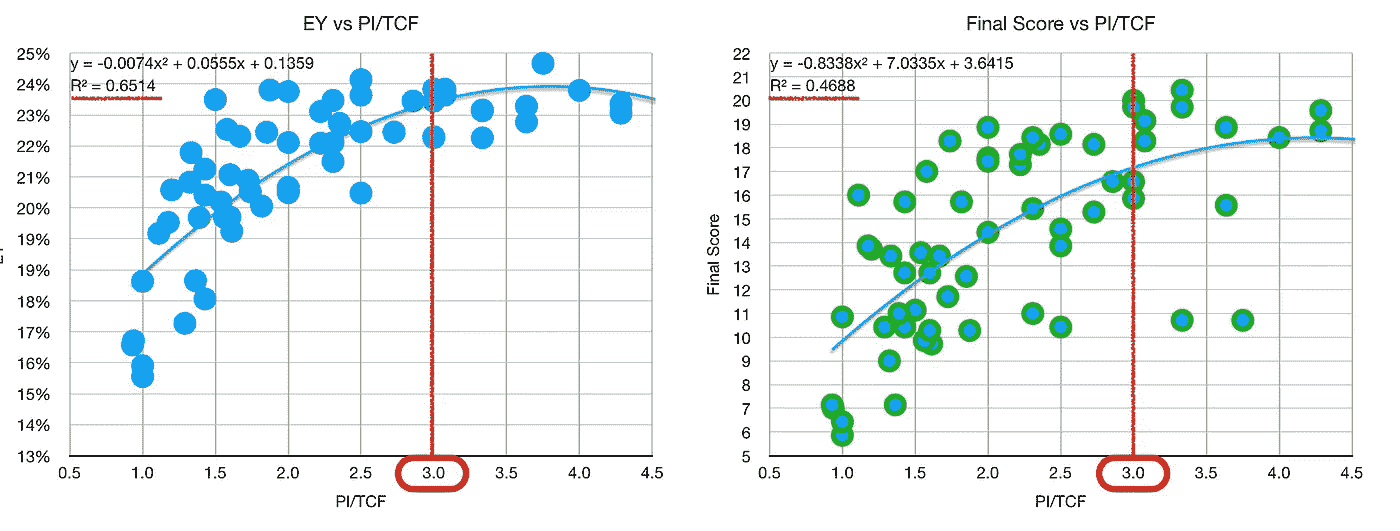 EY vs PI/TCF
25%
24%
23%
22%
21%
20%
19%
19%
18%
17%
16%
15%
14%
13%
y = -0.0074x² + 0.0555x + 0.1359
R² = 0.6514
0.5 1.0 1.5 2.0 2.5 3.0 3.5 4.0 4.5
PI/TCF
Final Score vs PI/TCF
Final Score
22
21
20
19
18
17
16
15
14
13
12
11
10
9
8
7
6
5
y = -0.8338x² + 7.0335x + 3.6415
R² = 0.4688
0.5 1.0 1.5 2.0 2.5 3.0 3.5 4.0 4.5
PI/TCF